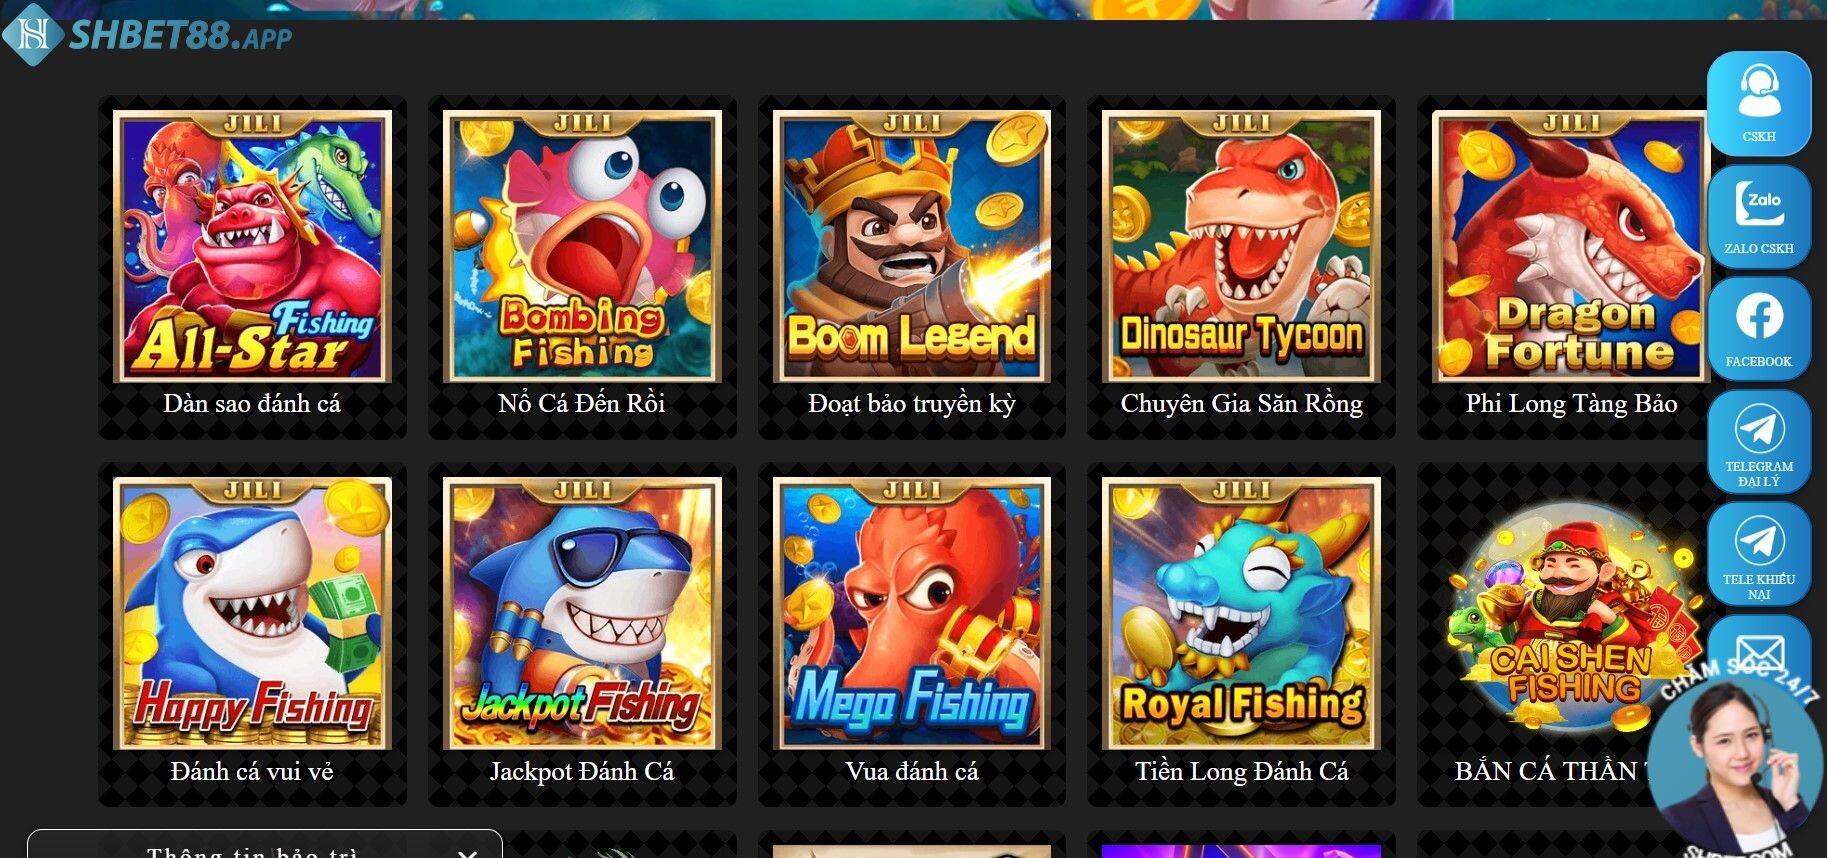 SHBET88.APP
JILI
All-Star
Fishing
Dàn sao đánh cá
JILI
Bombing
Fishing
Nổ Cá Đến Rồi
JILI
Boom Legend
Đoạt bảo truyền kỳ
JILI
Dinosaur Tycoon
Chuyên Gia Săn Rồng
JILI
Dragon
Fortune
Phi Long Tàng Bảo
JILI
Happy Fishing
Đánh cá vui vẻ
JILI
Jackpot Fishing
Jackpot Đánh Cá
JILI
Mega Fishing
Vua đánh cá
JILI
Royal Fishing
Tiền Long Đánh Cá
CAI SHEN
FISHING
BẮN CÁ THẦN
CSKH
Zalo
ZALO CSKH
FACEBOOK
TELEGRAM
ĐẠI LÝ
TELE KHIẾU
NẠI
CHĂM SÓC 24/7
Thông tin bảo trì